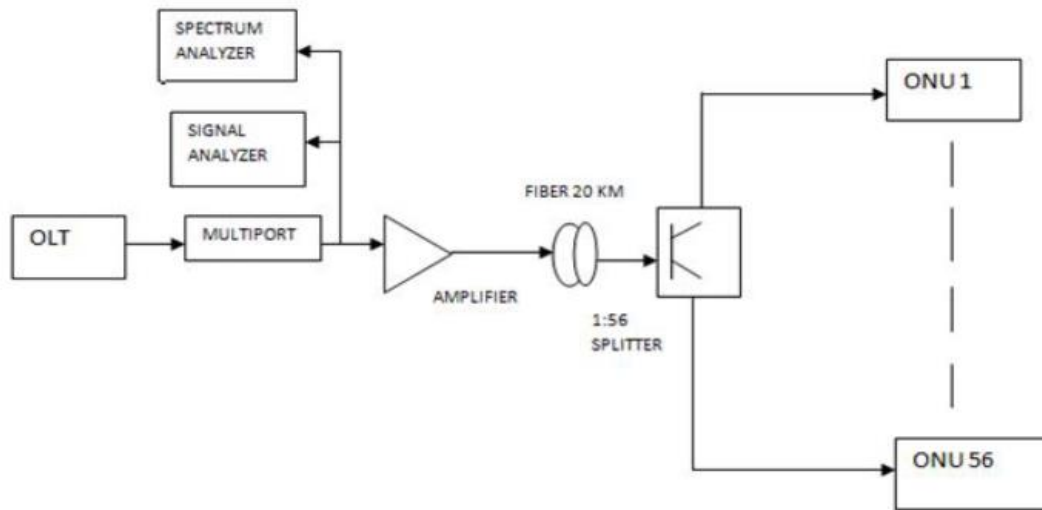 SPECTRUM
ANALYZER
SIGNAL
ANALYZER
OLT
MULTIPORT
AMPLIFIER
FIBER 20 KM
1:56
SPLITTER
ONU 1
ONU 56